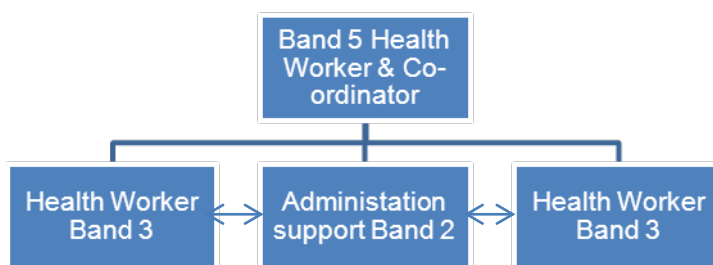 Band 5 Health
Worker & Co-
ordinator
Health Worker
Band 3
Administation
support Band 2
Health Worker
Band 3